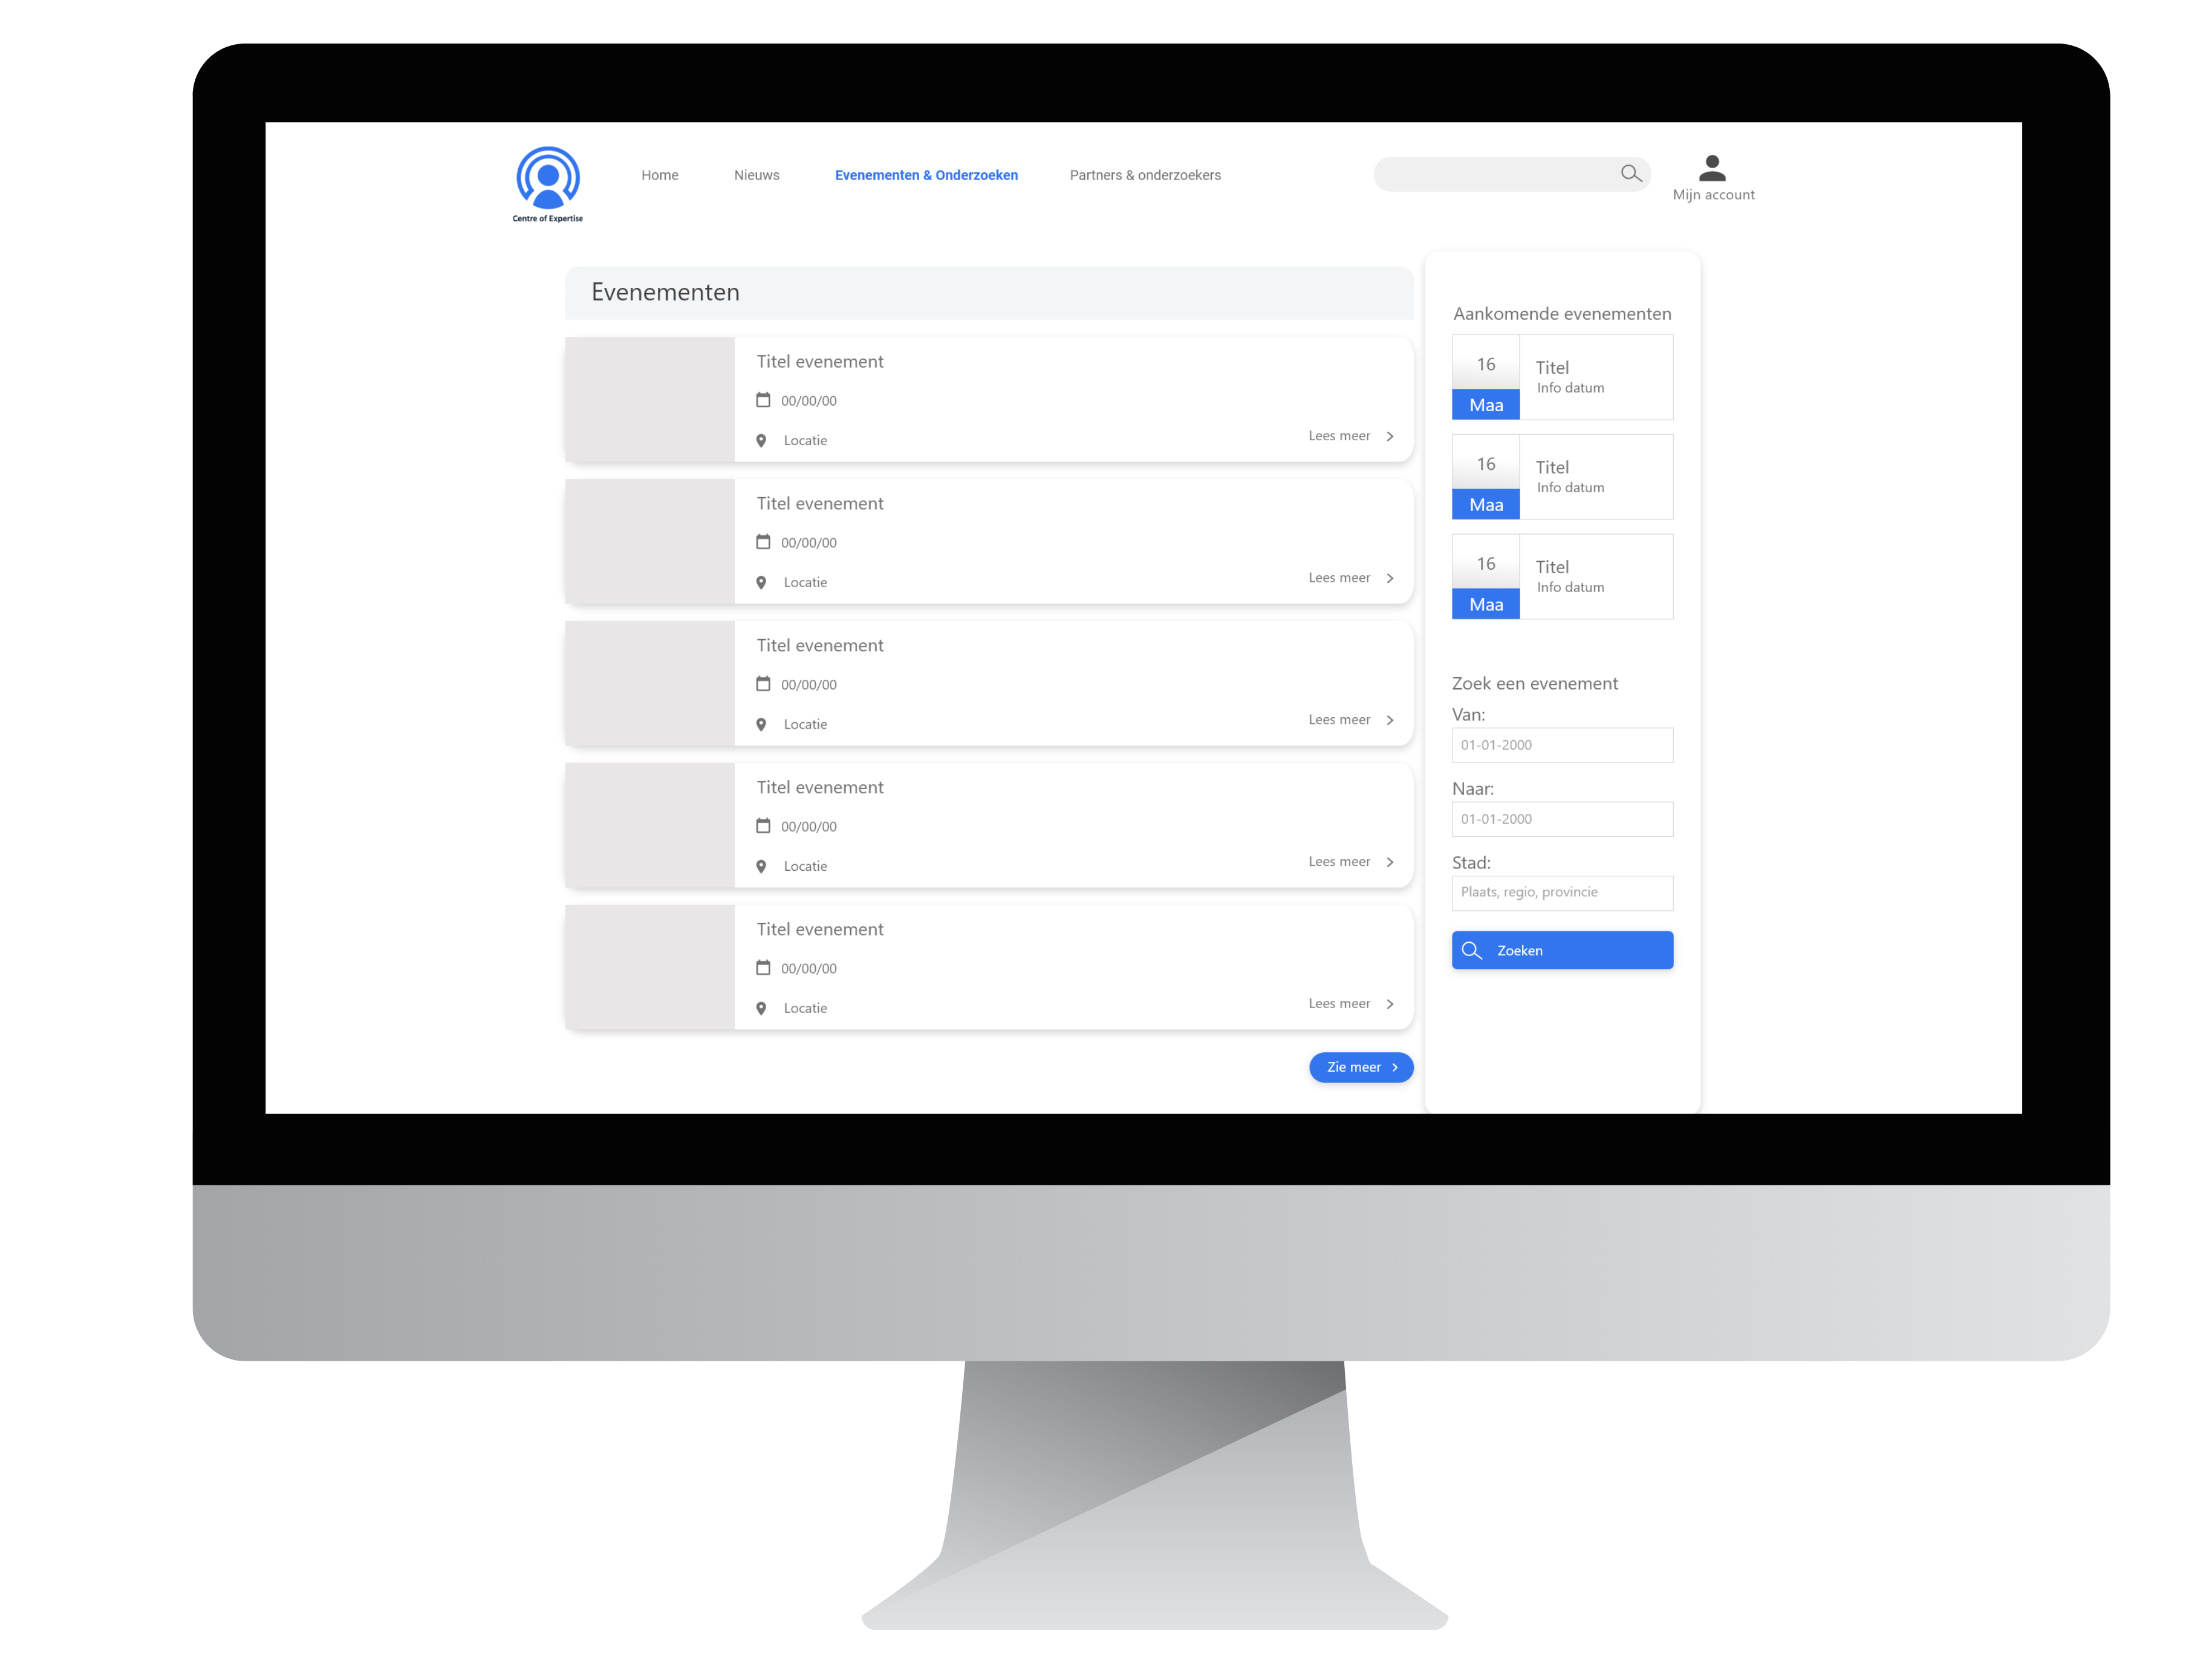 Centre of Expertise
Home
Nieuws
Evenementen & Onderzoeken
Partners & onderzoekers
Mijn account
Evenementen
Titel evenement
00/00/00
Locatie
Lees meer
Titel evenement
00/00/00
Locatie
Lees meer
Titel evenement
00/00/00
Locatie
Lees meer
Titel evenement
00/00/00
Locatie
Lees meer
Titel evenement
00/00/00
Locatie
Lees meer
Zie meer
Aankomende evenementen
16
Maa
Titel
Info datum
16
Maa
Titel
Info datum
16
Maa
Titel
Info datum
Zoek een evenement
Van:
01-01-2000
Naar:
01-01-2000
Stad:
Plaats, regio, provincie
Zoeken